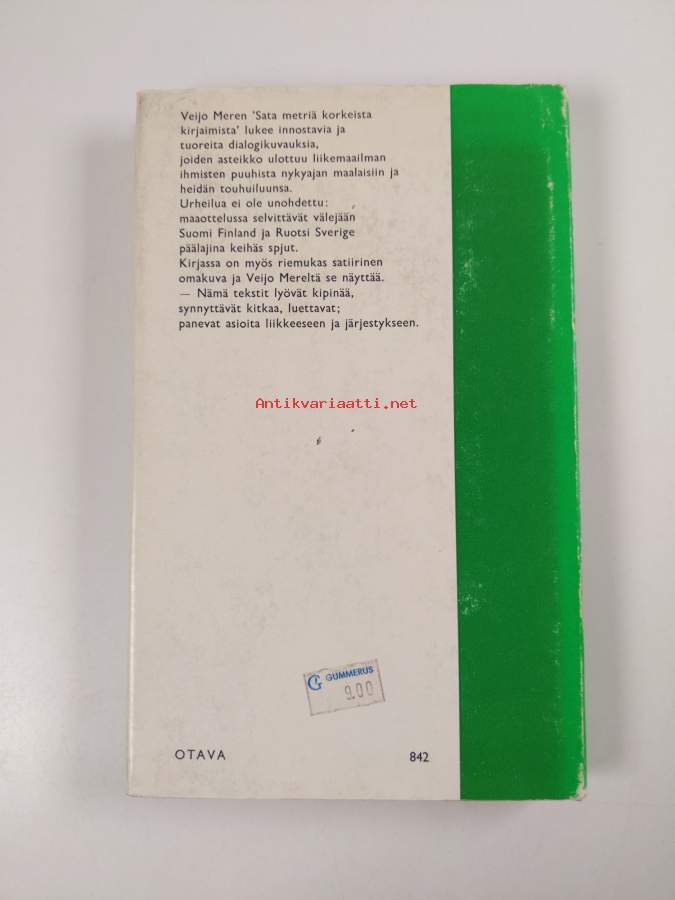 Veijo Meren 'Sata metriä korkeista
kirjaimista' lukee innostavia ja
tuoreita dialogikuvauksia,
joiden asteikko ulottuu liikemaailman
ihmisten puuhista nykyajan maalaisiin ja
heidän touhuiluunsa.
Urheilua ei ole unohdettu:
maaottelussa selvittävät välejään
Suomi Finland ja Ruotsi Sverige
päälajina keihäs spjut.
Kirjassa on myös riemukas satiirinen
omakuva ja Veijo Mereltä se näyttää.
— Nämä tekstit lyövät kipinää,
synnyttävät kitkaa, luettavat;
panevat asioita liikkeeseen ja järjestykseen.
Antikvariaatti.net
GUMMERUS
9.00
OTAVA 842